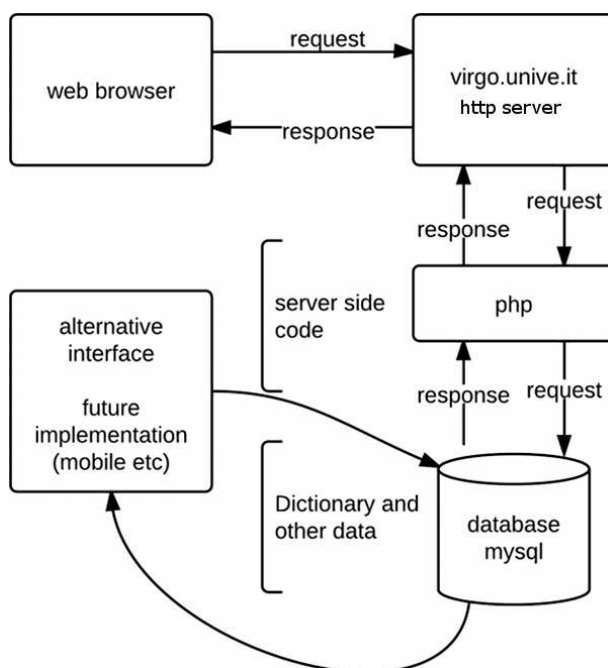 request
web browser
virgo.unive.it
http server
response
request
response
server side
code
php
alternative
interface
future
implementation
(mobile etc)
response
request
Dictionary and
other data
database
mysql